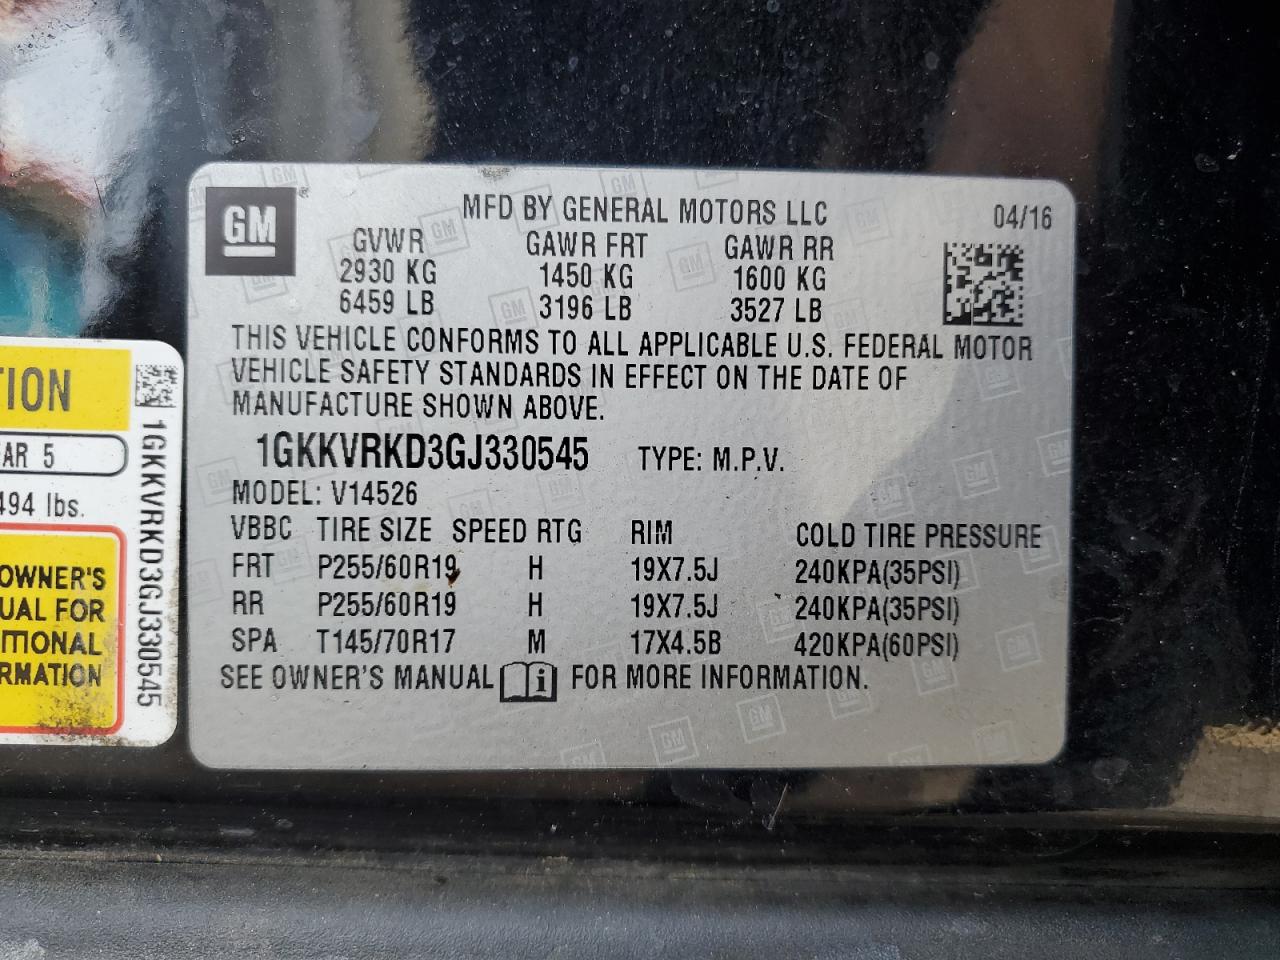 GM
MFD BY GENERAL MOTORS LLC 04/16
GVWR GAWR FRT GAWR RR
2930 KG 1450 KG 1600 KG
6459 LB 3196 LB 3527 LB
THIS VEHICLE CONFORMS TO ALL APPLICABLE U.S. FEDERAL MOTOR
VEHICLE SAFETY STANDARDS IN EFFECT ON THE DATE OF
MANUFACTURE SHOWN ABOVE.
1GKKVRKD3GJ330545 TYPE: M.P.V.
MODEL: V14526
VBBC TIRE SIZE SPEED RTG RIM COLD TIRE PRESSURE
FRT P255/60R19 H 19X7.5J 240KPA(35PSI)
RR P255/60R19 H 19X7.5J 240KPA(35PSI)
SPA T145/70R17 M 17X4.5B 420KPA(60PSI)
SEE OWNER'S MANUAL i FOR MORE INFORMATION.
TION
AR 5
494 lbs.
OWNER'S
UAL FOR
ITIONAL
RMATION
1GKKVRKD3GJ330545